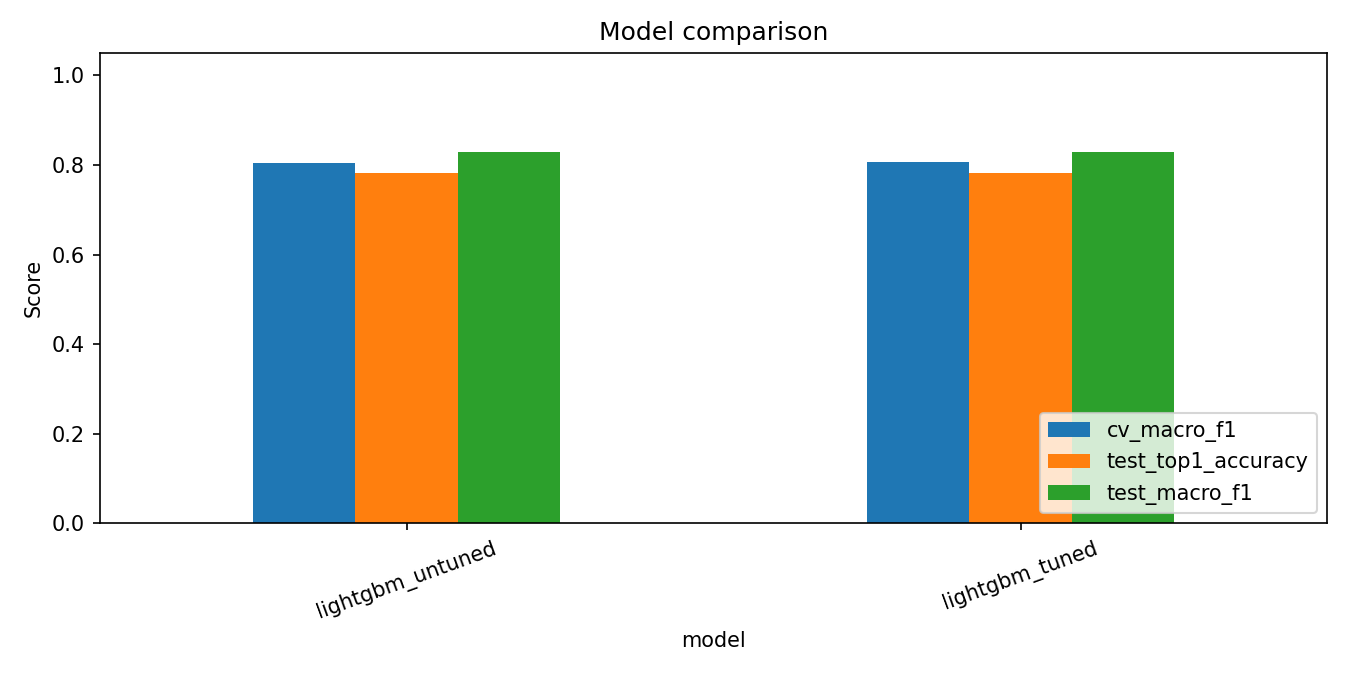 Model comparison
1.0
0.8
0.6
0.4
0.2
0.0
Score
cv_macro_f1
test_top1_accuracy
test_macro_f1
lightgbm_untuned
lightgbm_tuned
model